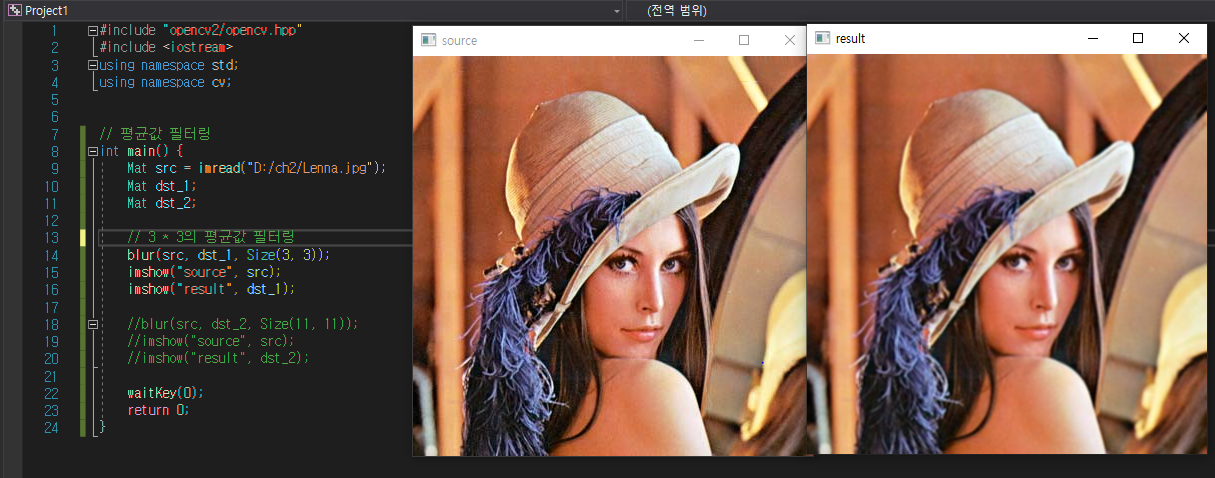 Project1
(전역 범위)
1 #include "opencv2/opencv.hpp"
2 #include <iostream>
3 using namespace std;
4 using namespace cv;
5
6
7 // 평균값 필터링
8 int main() {
9 Mat src = imread("D:/ch2/Lenna.jpg");
10 Mat dst_1;
11 Mat dst_2;
12
13 // 3 * 3의 평균값 필터링
14 blur(src, dst_1, Size(3, 3));
15 imshow("source", src);
16 imshow("result", dst_1);
17
18 //blur(src, dst_2, Size(11, 11));
19 //imshow("source", src);
20 //imshow("result", dst_2);
21
22 waitKey(0);
23 return 0;
24 }
source
result